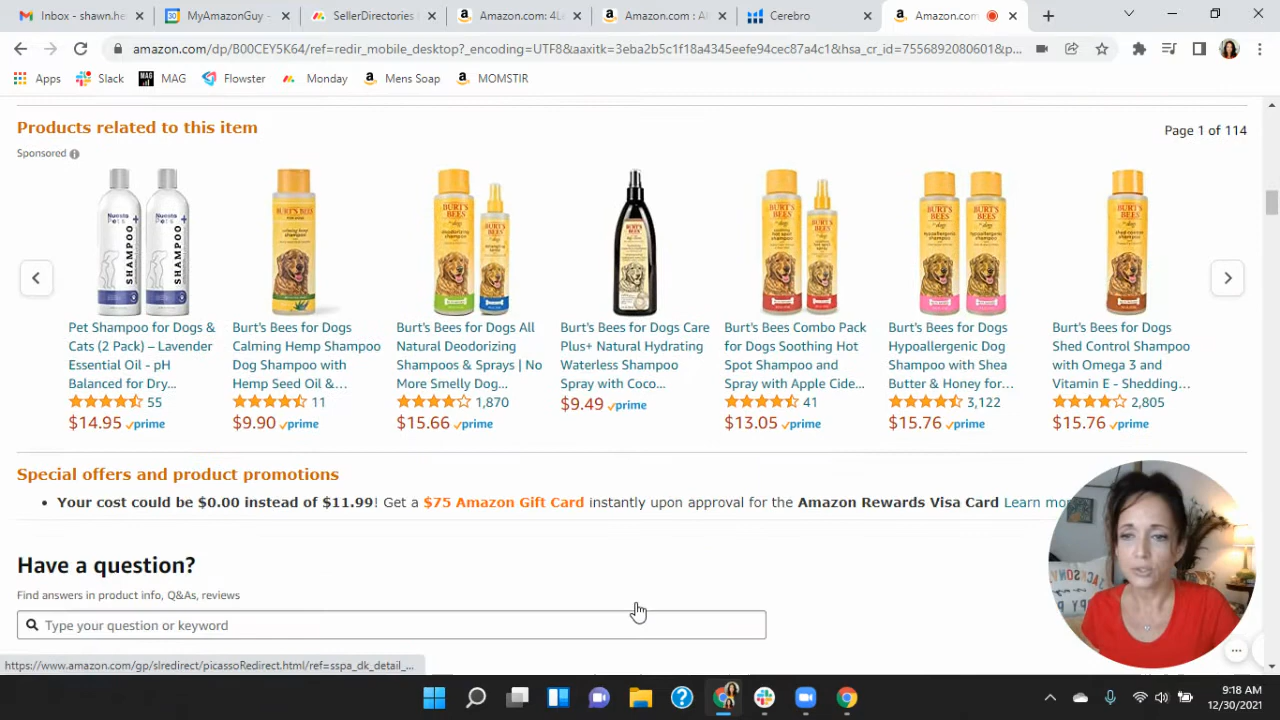 Inbox - shawn.he
MyAmazonGuy -
SellerDirectories
Amazon.com: 4L
Amazon.com : A
Cerebro
Amazon.com
amazon.com/dp/B00CEY5K64/ref=redir_mobile_desktop?_encoding=UTF8&aaxitk=3eba2b5c1f18a4345eefe94cec87a4c1&hsa_cr_id=7556892080601&p...
Apps
Slack
MAG
MAG
Flowster
Monday
Mens Soap
MOMSTIR
Products related to this item
Page 1 of 114
Sponsored
Pet Shampoo for Dogs &
Cats (2 Pack) – Lavender
Essential Oil - pH
Balanced for Dry...
55
$14.95 prime
Burt's Bees for Dogs
Calming Hemp Shampoo
Dog Shampoo with
Hemp Seed Oil &...
11
$9.90 prime
Burt's Bees for Dogs All
Natural Deodorizing
Shampoos & Sprays | No
More Smelly Dog...
1,870
$15.66 prime
Burt's Bees for Dogs Care
Plus+ Natural Hydrating
Waterless Shampoo
Spray with Coco...
$9.49 prime
Burt's Bees Combo Pack
for Dogs Soothing Hot
Spot Shampoo and
Spray with Apple Cide...
41
$13.05 prime
Burt's Bees for Dogs
Hypoallergenic Dog
Shampoo with Shea
Butter & Honey for...
3,122
$15.76 prime
Burt's Bees for Dogs
Shed Control Shampoo
with Omega 3 and
Vitamin E - Shedding...
2,805
$15.76 prime
Special offers and product promotions
• Your cost could be $0.00 instead of $11.99! Get a $75 Amazon Gift Card instantly upon approval for the Amazon Rewards Visa Card Learn mo
Have a question?
Find answers in product info, Q&As, reviews
Type your question or keyword
https://www.amazon.com/gp/slredirect/picassoRedirect.html/ref=sspa_dk_detail_...
9:18 AM
12/30/2021